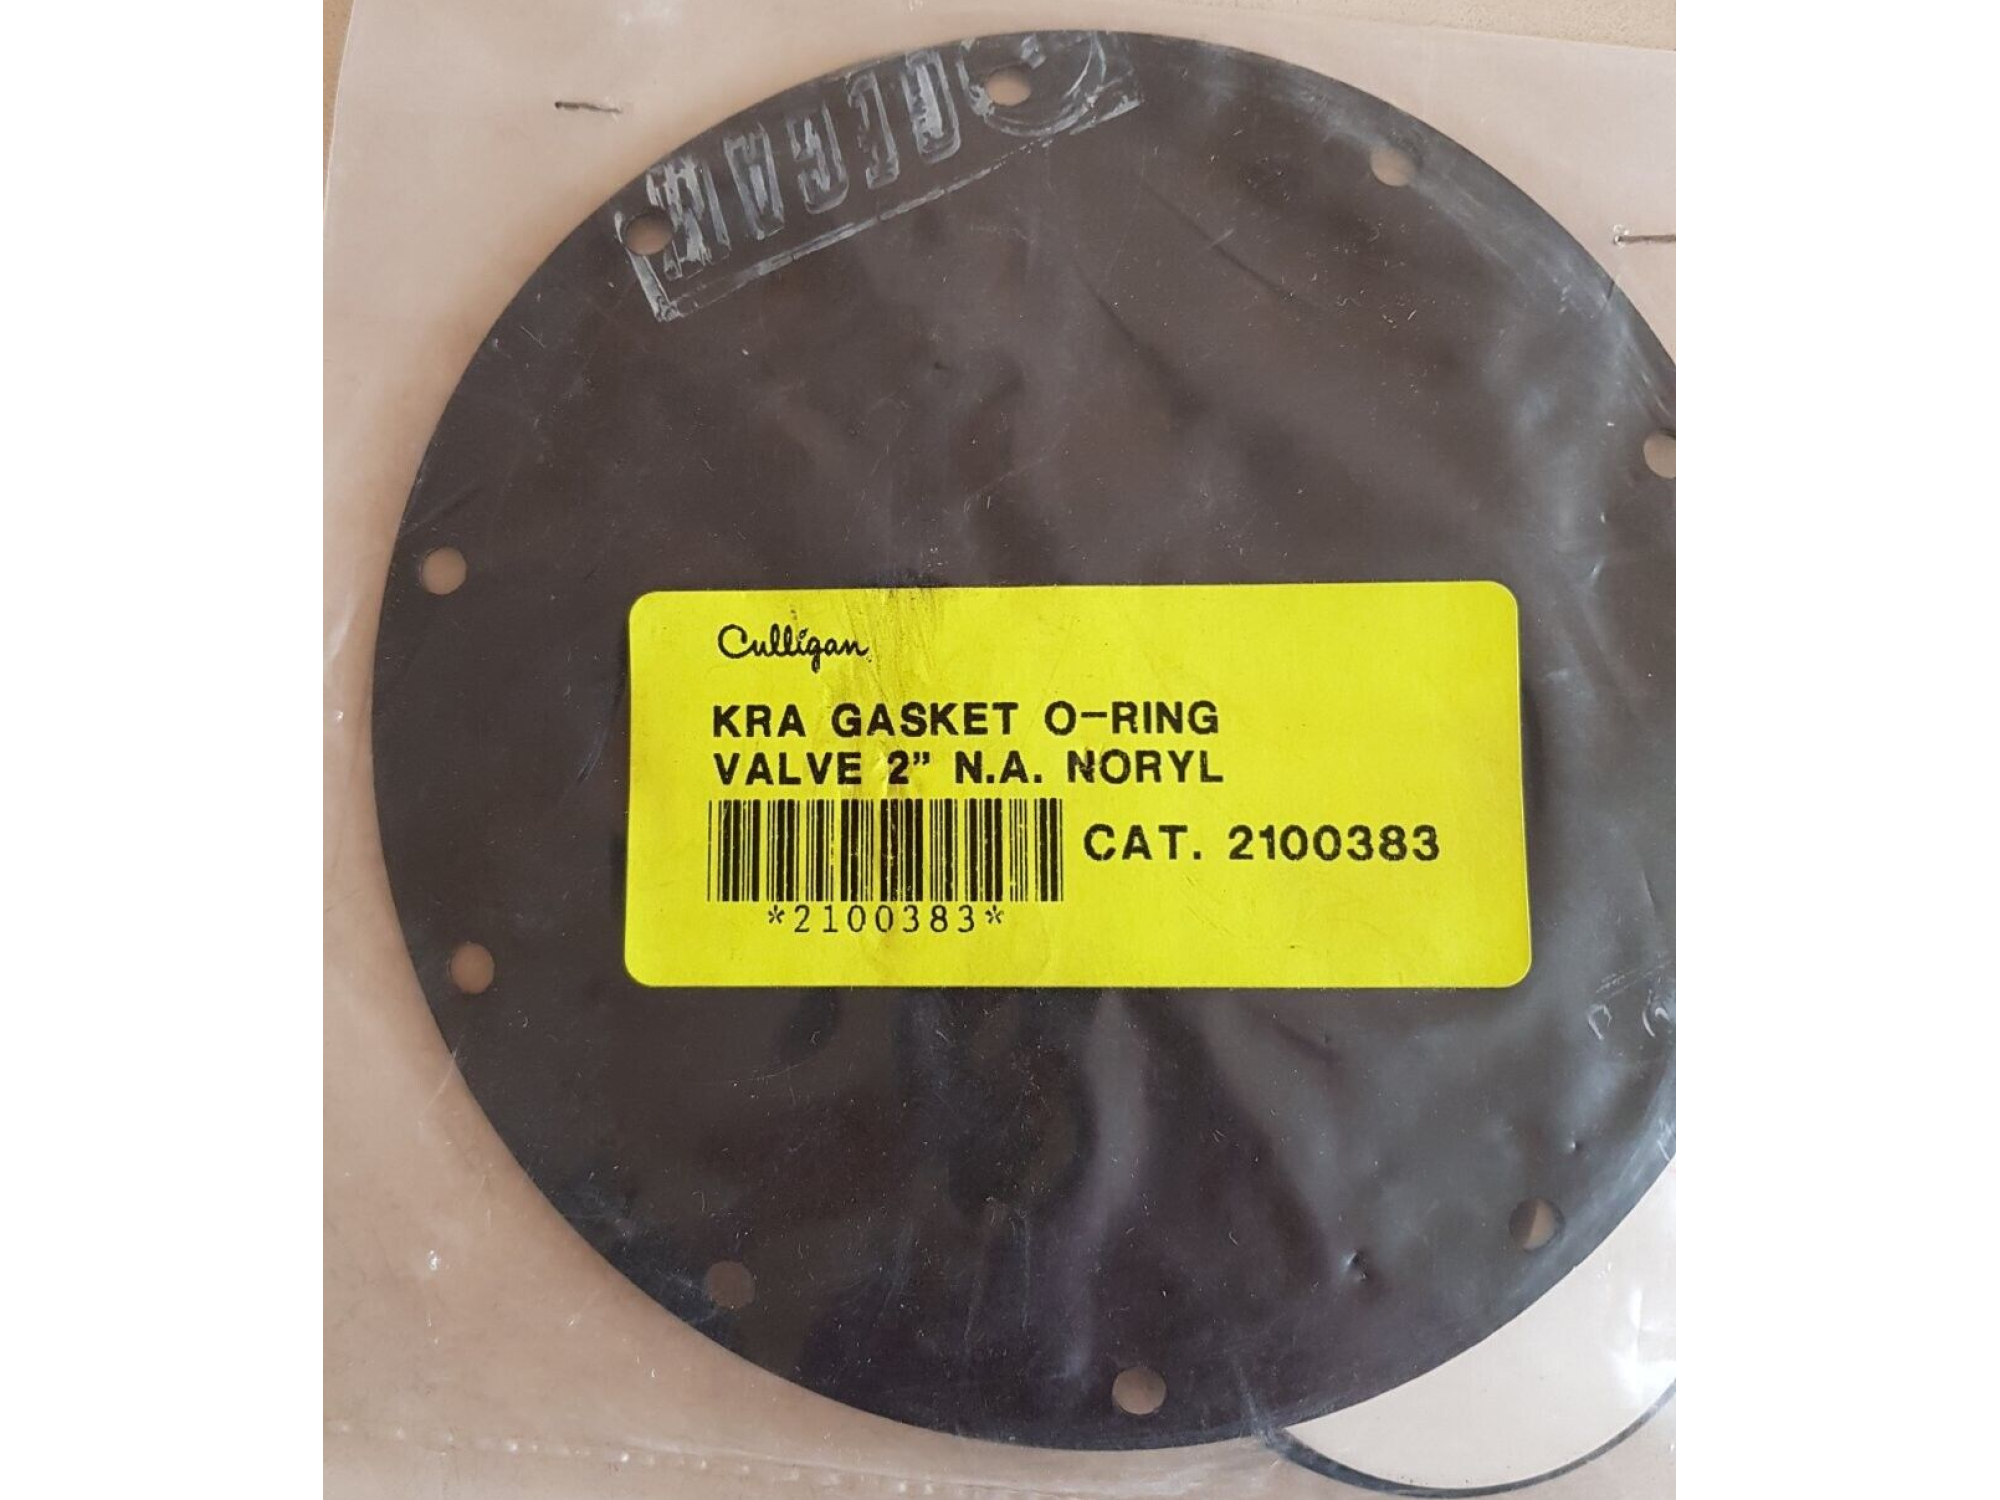 Culligan
KRA GASKET O-RING
VALVE 2" N.A. NORYL
CAT. 2100383
*2100383*